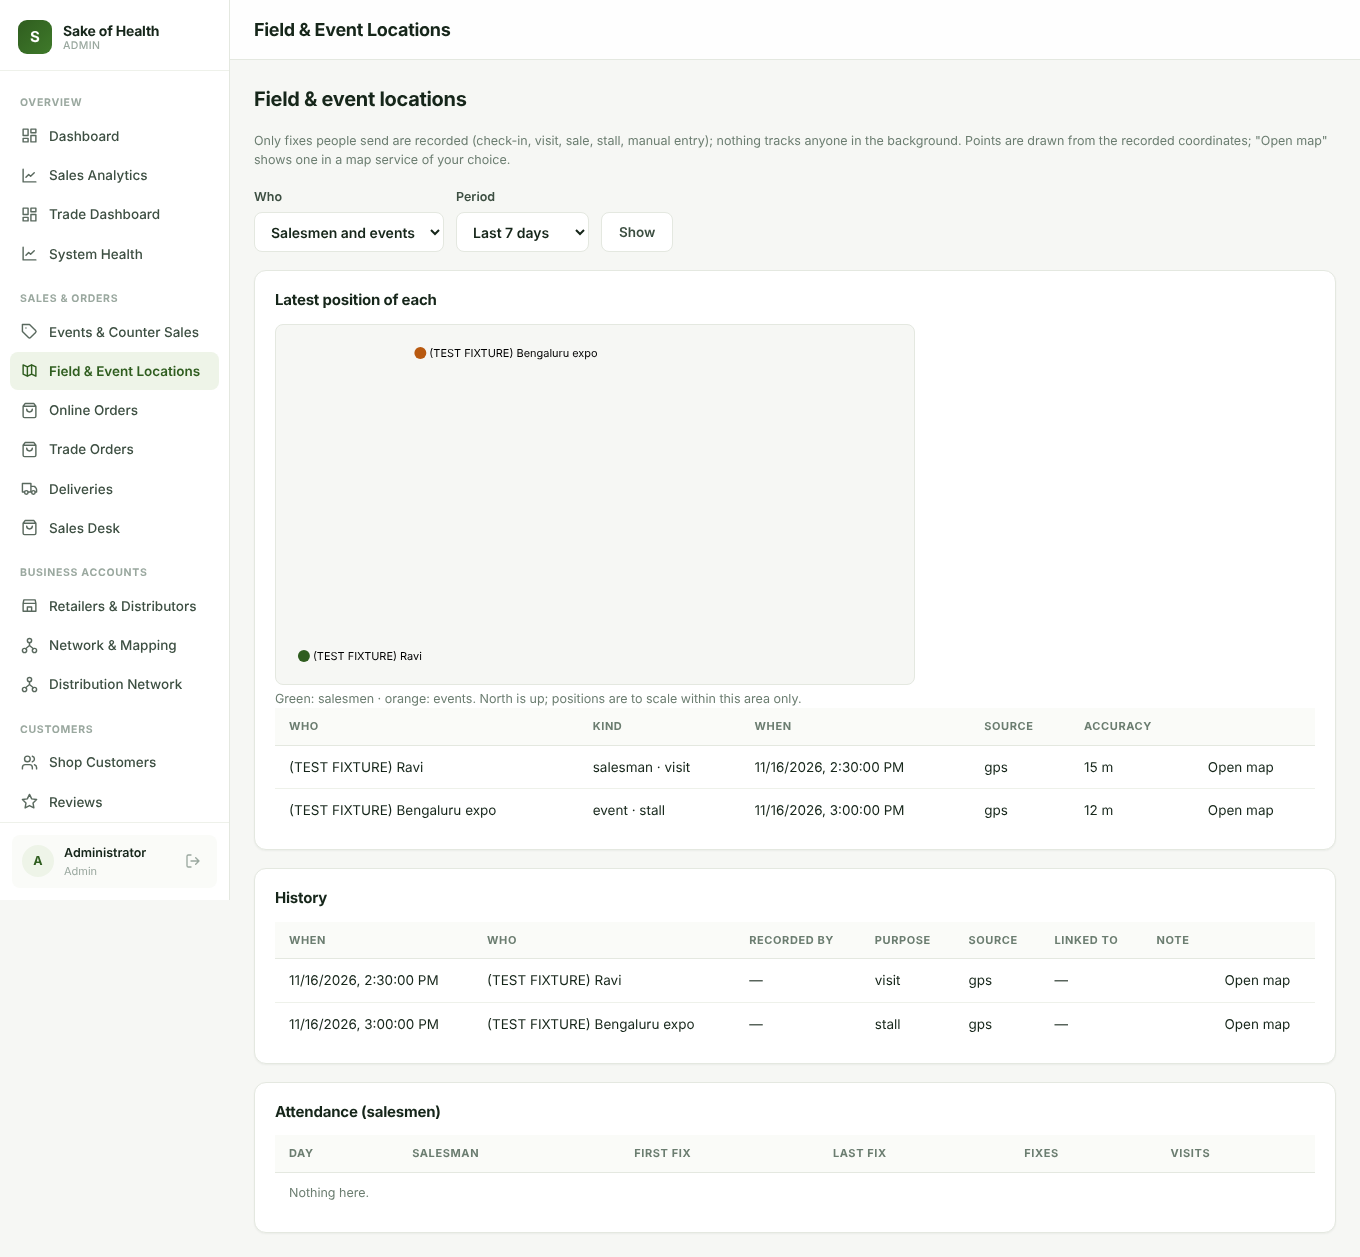 S
Sake of Health
ADMIN
OVERVIEW
Dashboard
Sales Analytics
Trade Dashboard
System Health
SALES & ORDERS
Events & Counter Sales
Field & Event Locations
Online Orders
Trade Orders
Deliveries
Sales Desk
BUSINESS ACCOUNTS
Retailers & Distributors
Network & Mapping
Distribution Network
CUSTOMERS
Shop Customers
Reviews
A
Administrator
Admin
Field & Event Locations
Field & event locations
Only fixes people send are recorded (check-in, visit, sale, stall, manual entry); nothing tracks anyone in the background. Points are drawn from the recorded coordinates; "Open map"
shows one in a map service of your choice.
Who Period
Salesmen and events Last 7 days Show
Latest position of each
(TEST FIXTURE) Bengaluru expo
(TEST FIXTURE) Ravi
Green: salesmen · orange: events. North is up; positions are to scale within this area only.
WHO KIND WHEN SOURCE ACCURACY
(TEST FIXTURE) Ravi salesman · visit 11/16/2026, 2:30:00 PM gps 15 m Open map
(TEST FIXTURE) Bengaluru expo event · stall 11/16/2026, 3:00:00 PM gps 12 m Open map
History
WHEN WHO RECORDED BY PURPOSE SOURCE LINKED TO NOTE
11/16/2026, 2:30:00 PM (TEST FIXTURE) Ravi — visit gps — Open map
11/16/2026, 3:00:00 PM (TEST FIXTURE) Bengaluru expo — stall gps — Open map
Attendance (salesmen)
DAY SALESMAN FIRST FIX LAST FIX FIXES VISITS
Nothing here.